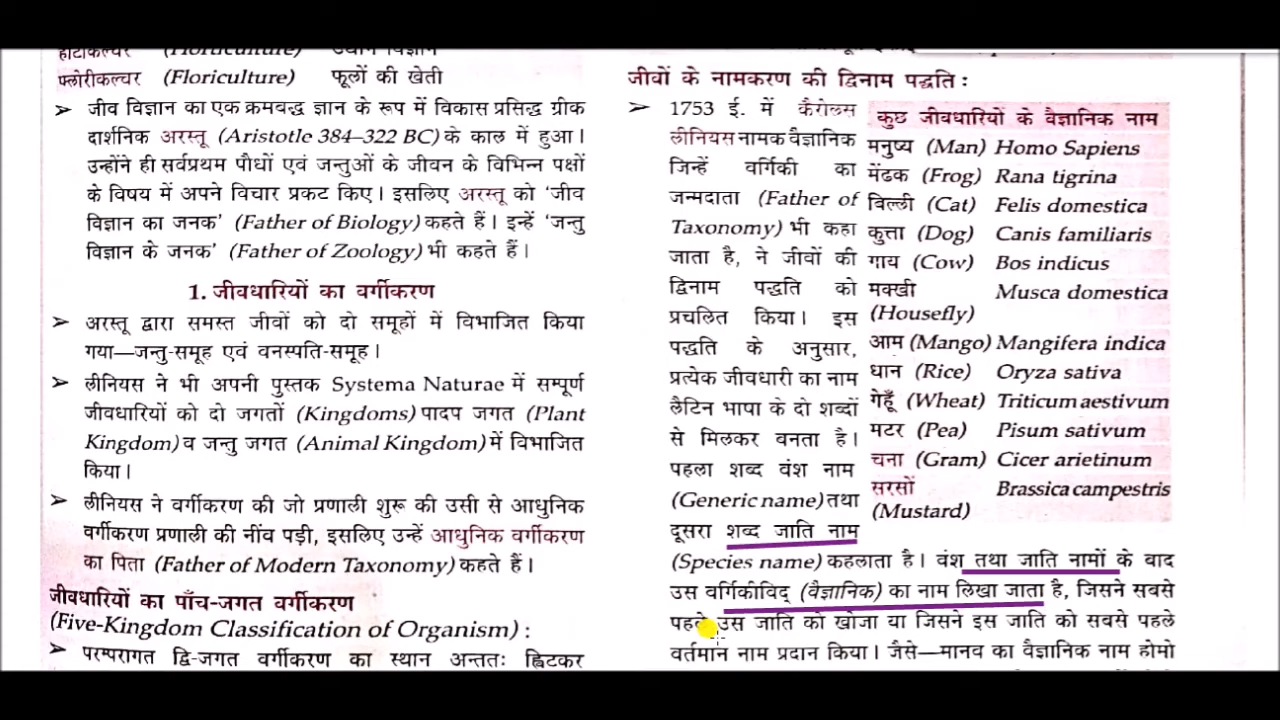 हॉर्टीकल्चर (Horticulture) उद्यान विज्ञान
फ्लोरीकल्चर (Floriculture) फूलों की खेती
➢ जीव विज्ञान का एक क्रमबद्ध ज्ञान के रूप में विकास प्रसिद्ध ग्रीक
दार्शनिक अरस्तू (Aristotle 384–322 BC) के काल में हुआ।
उन्होंने ही सर्वप्रथम पौधों एवं जन्तुओं के जीवन के विभिन्न पक्षों
के विषय में अपने विचार प्रकट किए। इसलिए अरस्तू को 'जीव
विज्ञान का जनक' (Father of Biology) कहते हैं। इन्हें 'जन्तु
विज्ञान के जनक' (Father of Zoology) भी कहते हैं।
1. जीवधारियों का वर्गीकरण
➢ अरस्तू द्वारा समस्त जीवों को दो समूहों में विभाजित किया
गया—जन्तु-समूह एवं वनस्पति-समूह।
➢ लीनियस ने भी अपनी पुस्तक Systema Naturae में सम्पूर्ण
जीवधारियों को दो जगतों (Kingdoms) पादप जगत (Plant
Kingdom) व जन्तु जगत (Animal Kingdom) में विभाजित
किया।
➢ लीनियस ने वर्गीकरण की जो प्रणाली शुरू की उसी से आधुनिक
वर्गीकरण प्रणाली की नींव पड़ी, इसलिए उन्हें आधुनिक वर्गीकरण
का पिता (Father of Modern Taxonomy) कहते हैं।
जीवधारियों का पाँच-जगत वर्गीकरण
(Five-Kingdom Classification of Organism) :
➢ परम्परागत द्वि-जगत वर्गीकरण का स्थान अन्ततः ह्विटकर
जीवों के नामकरण की द्विनाम पद्धति :
➢ 1753 ई. में कैरोलस
लीनियस नामक वैज्ञानिक
जिन्हें वर्गिकी का
जन्मदाता (Father of
Taxonomy) भी कहा
जाता है, ने जीवों की
द्विनाम पद्धति को
प्रचलित किया। इस
पद्धति के अनुसार,
प्रत्येक जीवधारी का नाम
लैटिन भाषा के दो शब्दों
से मिलकर बनता है।
पहला शब्द वंश नाम
(Generic name) तथा
दूसरा शब्द जाति नाम
कुछ जीवधारियों के वैज्ञानिक नाम
मनुष्य (Man) Homo Sapiens
मेंढक (Frog) Rana tigrina
बिल्ली (Cat) Felis domestica
कुत्ता (Dog) Canis familiaris
गाय (Cow) Bos indicus
मक्खी Musca domestica
(Housefly)
आम (Mango) Mangifera indica
धान (Rice) Oryza sativa
गेहूँ (Wheat) Triticum aestivum
मटर (Pea) Pisum sativum
चना (Gram) Cicer arietinum
सरसों Brassica campestris
(Mustard)
(Species name) कहलाता है। वंश तथा जाति नामों के बाद
उस वर्गिकीविद् (वैज्ञानिक) का नाम लिखा जाता है, जिसने सबसे
पहले उस जाति को खोजा या जिसने इस जाति को सबसे पहले
वर्तमान नाम प्रदान किया। जैसे—मानव का वैज्ञानिक नाम होमो